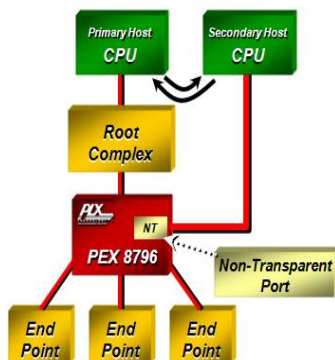 Primary Host
CPU
Secondary Host
CPU
Root
Complex
PLX
NT
PEX 8796
Non-Transparent
Port
End
Point
End
Point
End
Point